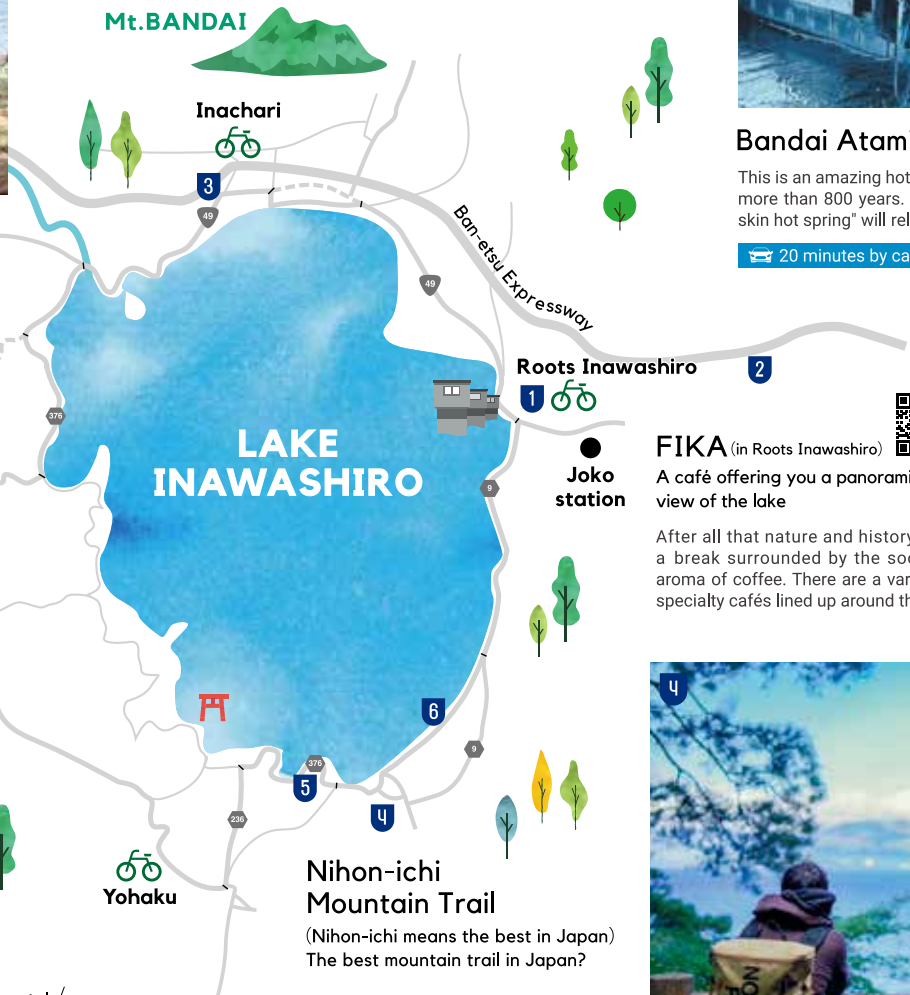 Mt.BANDAI
Inachari
3
49
Ban-etsu Expressway
49
Bandai Atami
This is an amazing hot
more than 800 years.
skin hot spring" will rel
20 minutes by ca
Roots Inawashiro
1
2
376
LAKE
INAWASHIRO
Joko
station
9
FIKA (in Roots Inawashiro)
A café offering you a panorami
view of the lake
After all that nature and history
a break surrounded by the soo
aroma of coffee. There are a var
specialty cafés lined up around th
4
6
9
376
5
4
236
Yohaku
Nihon-ichi
Mountain Trail
(Nihon-ichi means the best in Japan)
The best mountain trail in Japan?